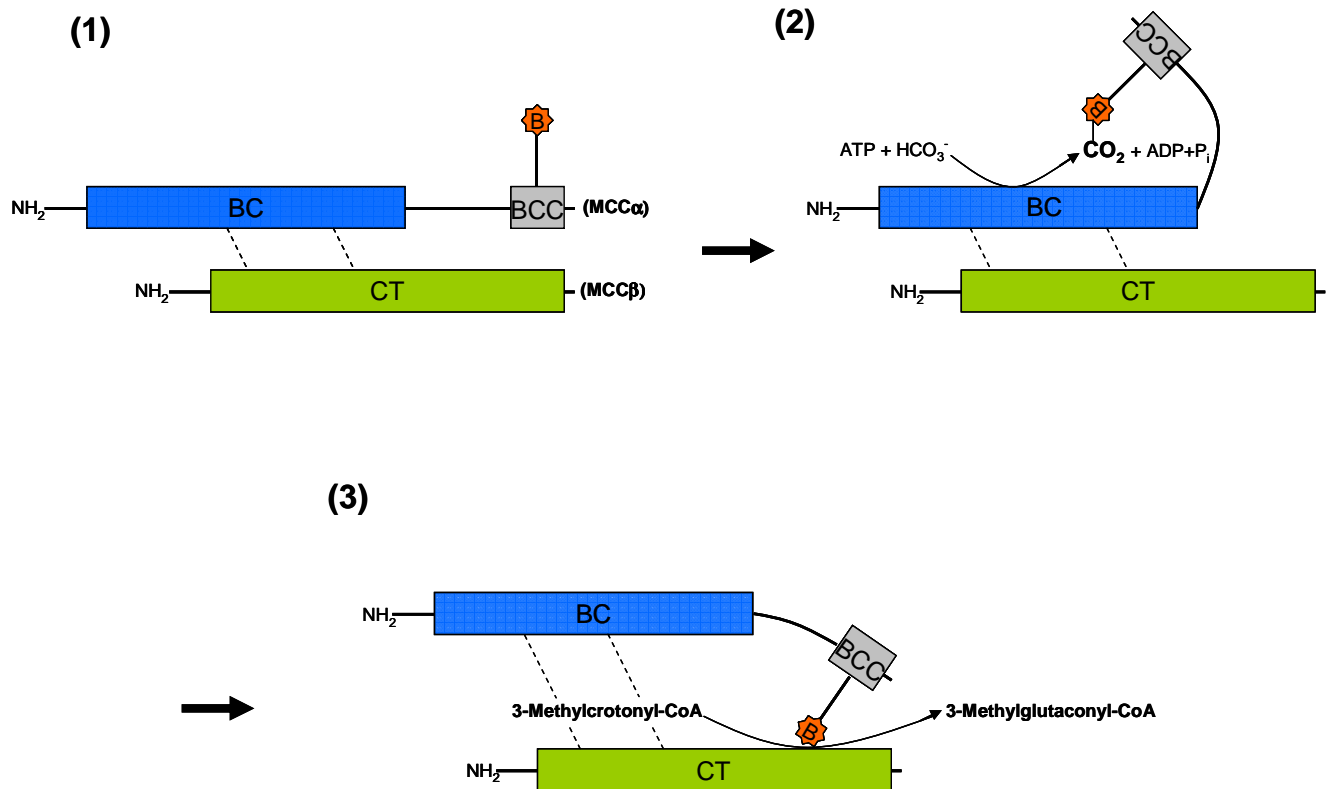 (1)
B
NH₂ BC BCC (MCCα)
NH₂ CT (MCCβ)
(2)
BCC
B
ATP + HCO₃⁻ CO₂ + ADP+Pᵢ
NH₂ BC
NH₂ CT
(3)
NH₂ BC
BCC
3-Methylcrotonyl-CoA B 3-Methylglutaconyl-CoA
NH₂ CT